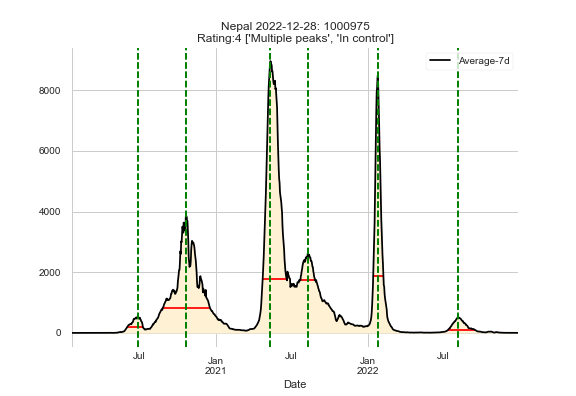 Nepal 2022-12-28: 1000975
Rating:4 ['Multiple peaks', 'In control']
Average-7d
8000
6000
4000
2000
0
Jul
Jan
2021
Jul
Jan
2022
Jul
Date